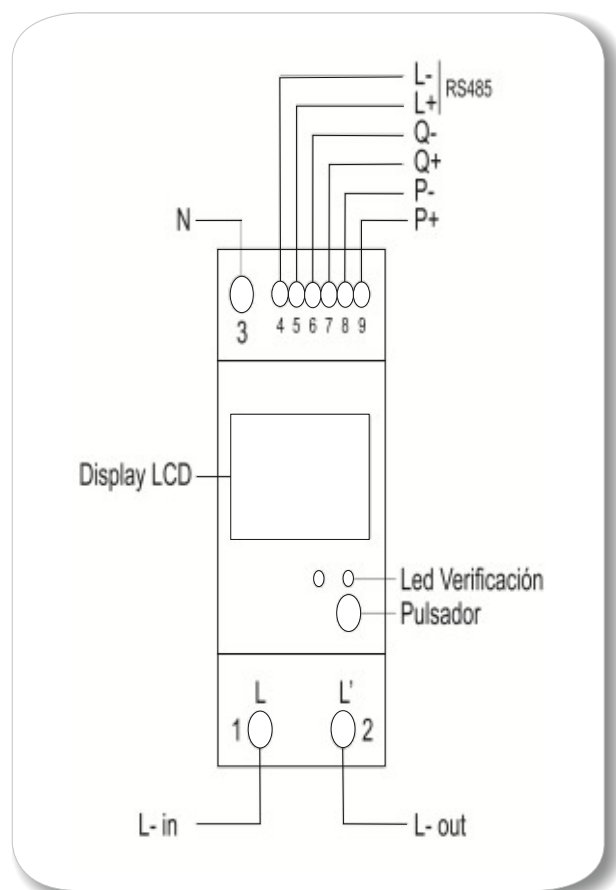 L-
RS485
L+
Q-
Q+
P-
N
P+
3
4 5 6 7 8 9
Display LCD
Led Verificación
Pulsador
L
L'
1
2
L- in
L- out